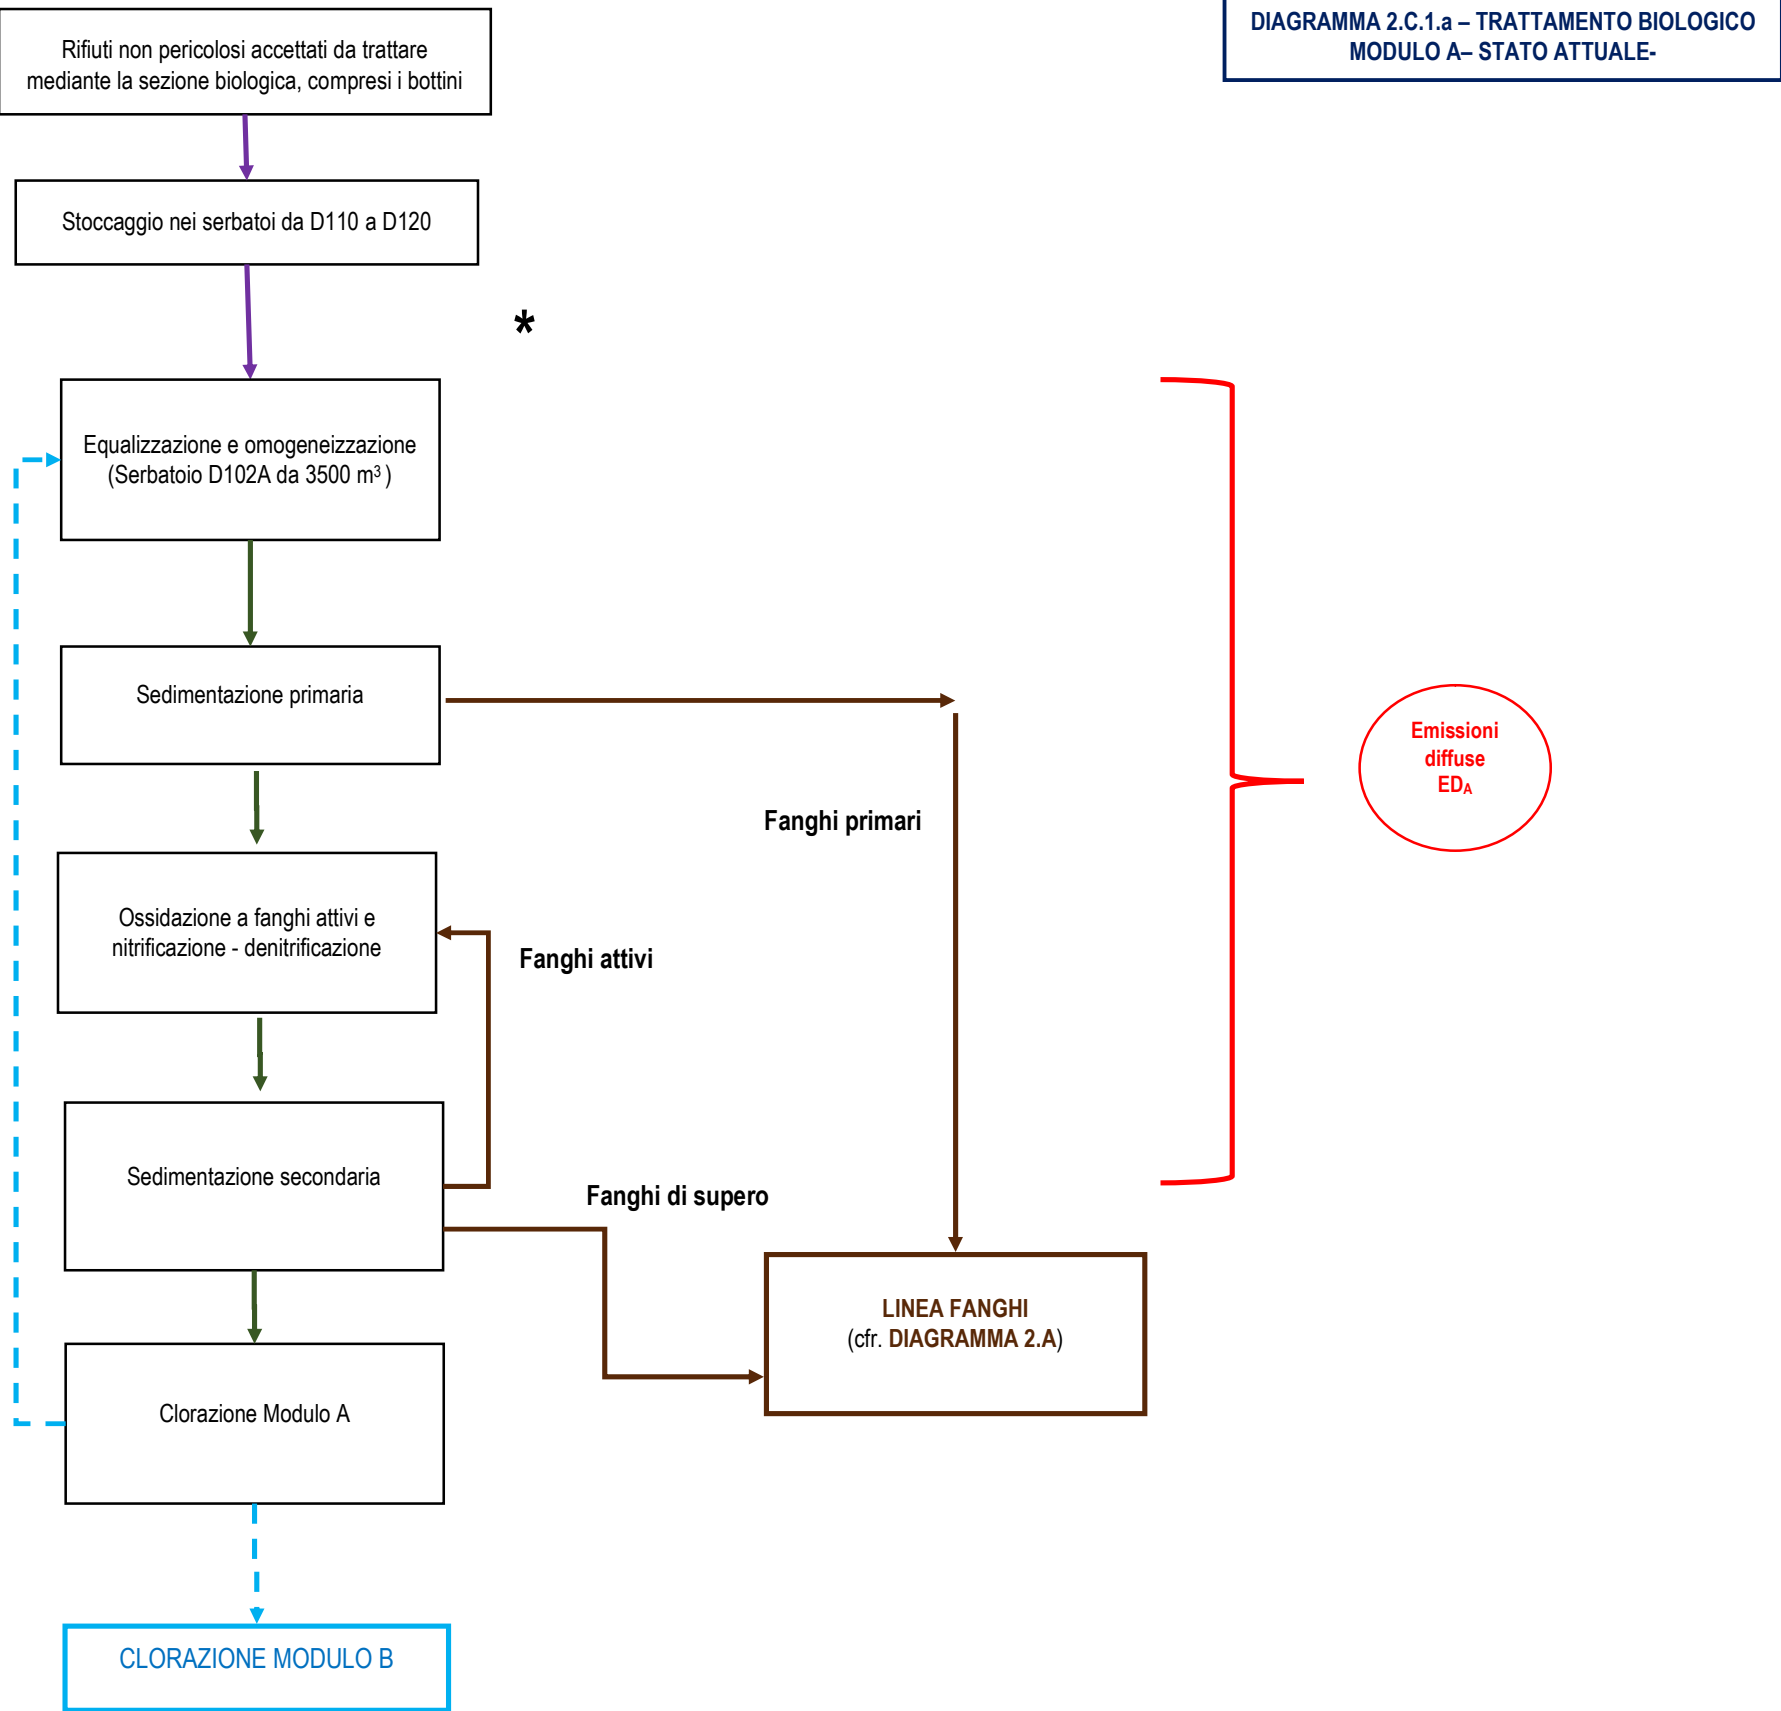 DIAGRAMMA 2.C.1.a – TRATTAMENTO BIOLOGICO
MODULO A– STATO ATTUALE-
Rifiuti non pericolosi accettati da trattare
mediante la sezione biologica, compresi i bottini
Stoccaggio nei serbatoi da D110 a D120
*
Equalizzazione e omogeneizzazione
(Serbatoio D102A da 3500 m³ )
Sedimentazione primaria
Emissioni
diffuse
EDA
Fanghi primari
Ossidazione a fanghi attivi e
nitrificazione - denitrificazione
Fanghi attivi
Sedimentazione secondaria
Fanghi di supero
LINEA FANGHI
(cfr. DIAGRAMMA 2.A)
Clorazione Modulo A
CLORAZIONE MODULO B